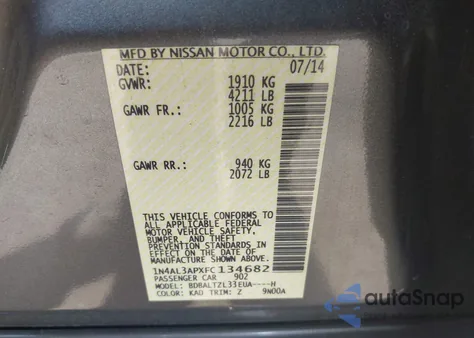 MFD BY NISSAN MOTOR CO., LTD.
DATE: 07/14
GVWR: 1910 KG
4211 LB
GAWR FR.: 1005 KG
2216 LB
GAWR RR.: 940 KG
2072 LB
THIS VEHICLE CONFORMS TO
ALL APPLICABLE FEDERAL
MOTOR VEHICLE SAFETY,
BUMPER, AND THEFT
PREVENTION STANDARDS IN
EFFECT ON THE DATE OF
MANUFACTURE SHOWN ABOVE.
1N4AL3APXFC134682
PASSENGER CAR 902
MODEL: BDBALTZL33EUA----H
COLOR: KAD TRIM: Z 9N00A
autoSnap